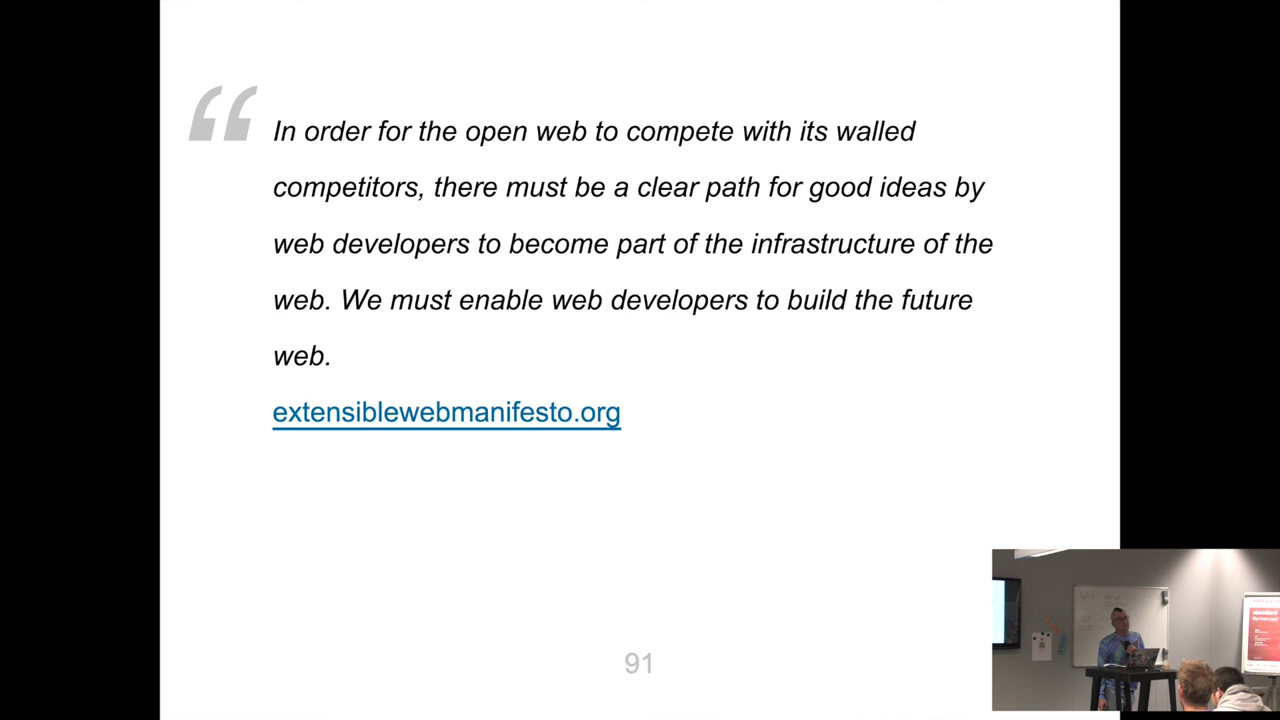 “
In order for the open web to compete with its walled
competitors, there must be a clear path for good ideas by
web developers to become part of the infrastructure of the
web. We must enable web developers to build the future
web.
extensiblewebmanifesto.org
91